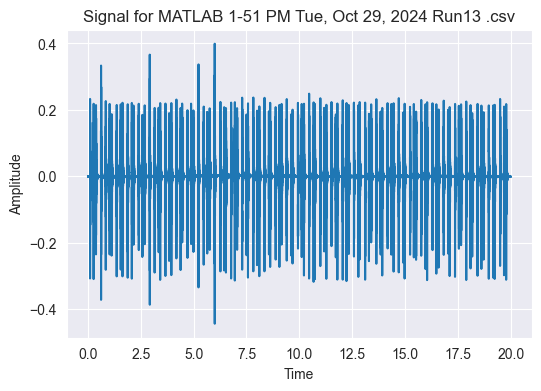 Signal for MATLAB 1-51 PM Tue, Oct 29, 2024 Run13 .csv
0.4
0.2
0.0
−0.2
−0.4
Amplitude
0.0 2.5 5.0 7.5 10.0 12.5 15.0 17.5 20.0
Time